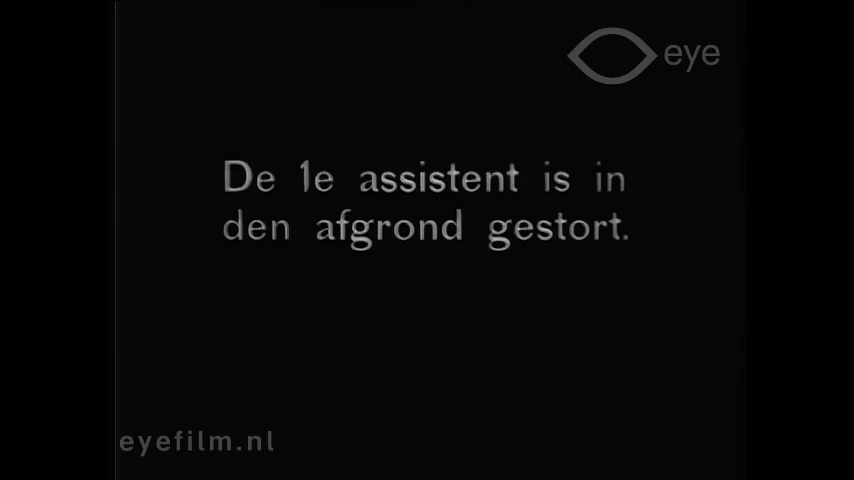 eye
De 1e assistent is in
den afgrond gestort.
eyefilm.nl